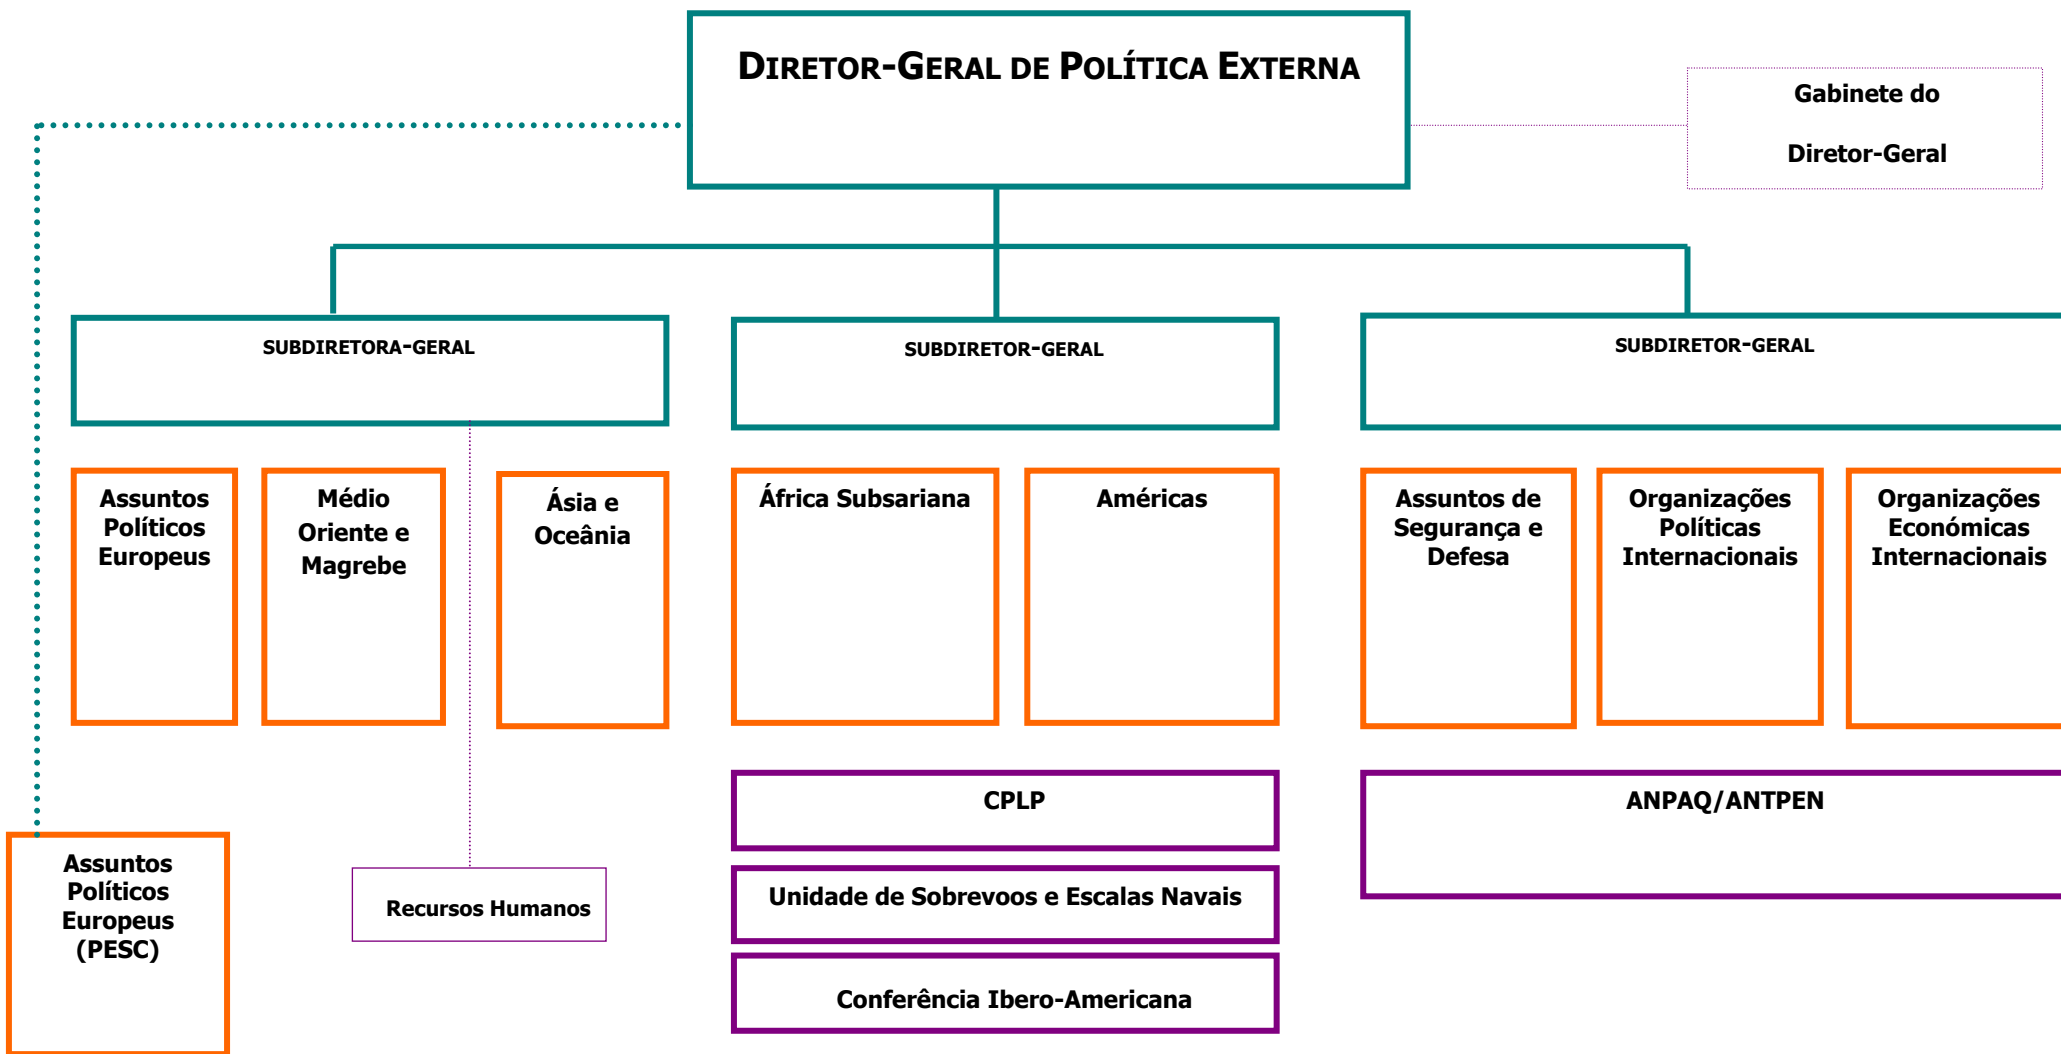 DIRETOR-GERAL DE POLÍTICA EXTERNA
Gabinete do
Diretor-Geral
SUBDIRETORA-GERAL
SUBDIRETOR-GERAL
SUBDIRETOR-GERAL
Assuntos
Políticos
Europeus
Médio
Oriente e
Magrebe
Ásia e
Oceânia
África Subsariana
Américas
Assuntos de
Segurança e
Defesa
Organizações
Políticas
Internacionais
Organizações
Económicas
Internacionais
CPLP
ANPAQ/ANTPEN
Assuntos
Políticos
Europeus
(PESC)
Recursos Humanos
Unidade de Sobrevoos e Escalas Navais
Conferência Ibero-Americana